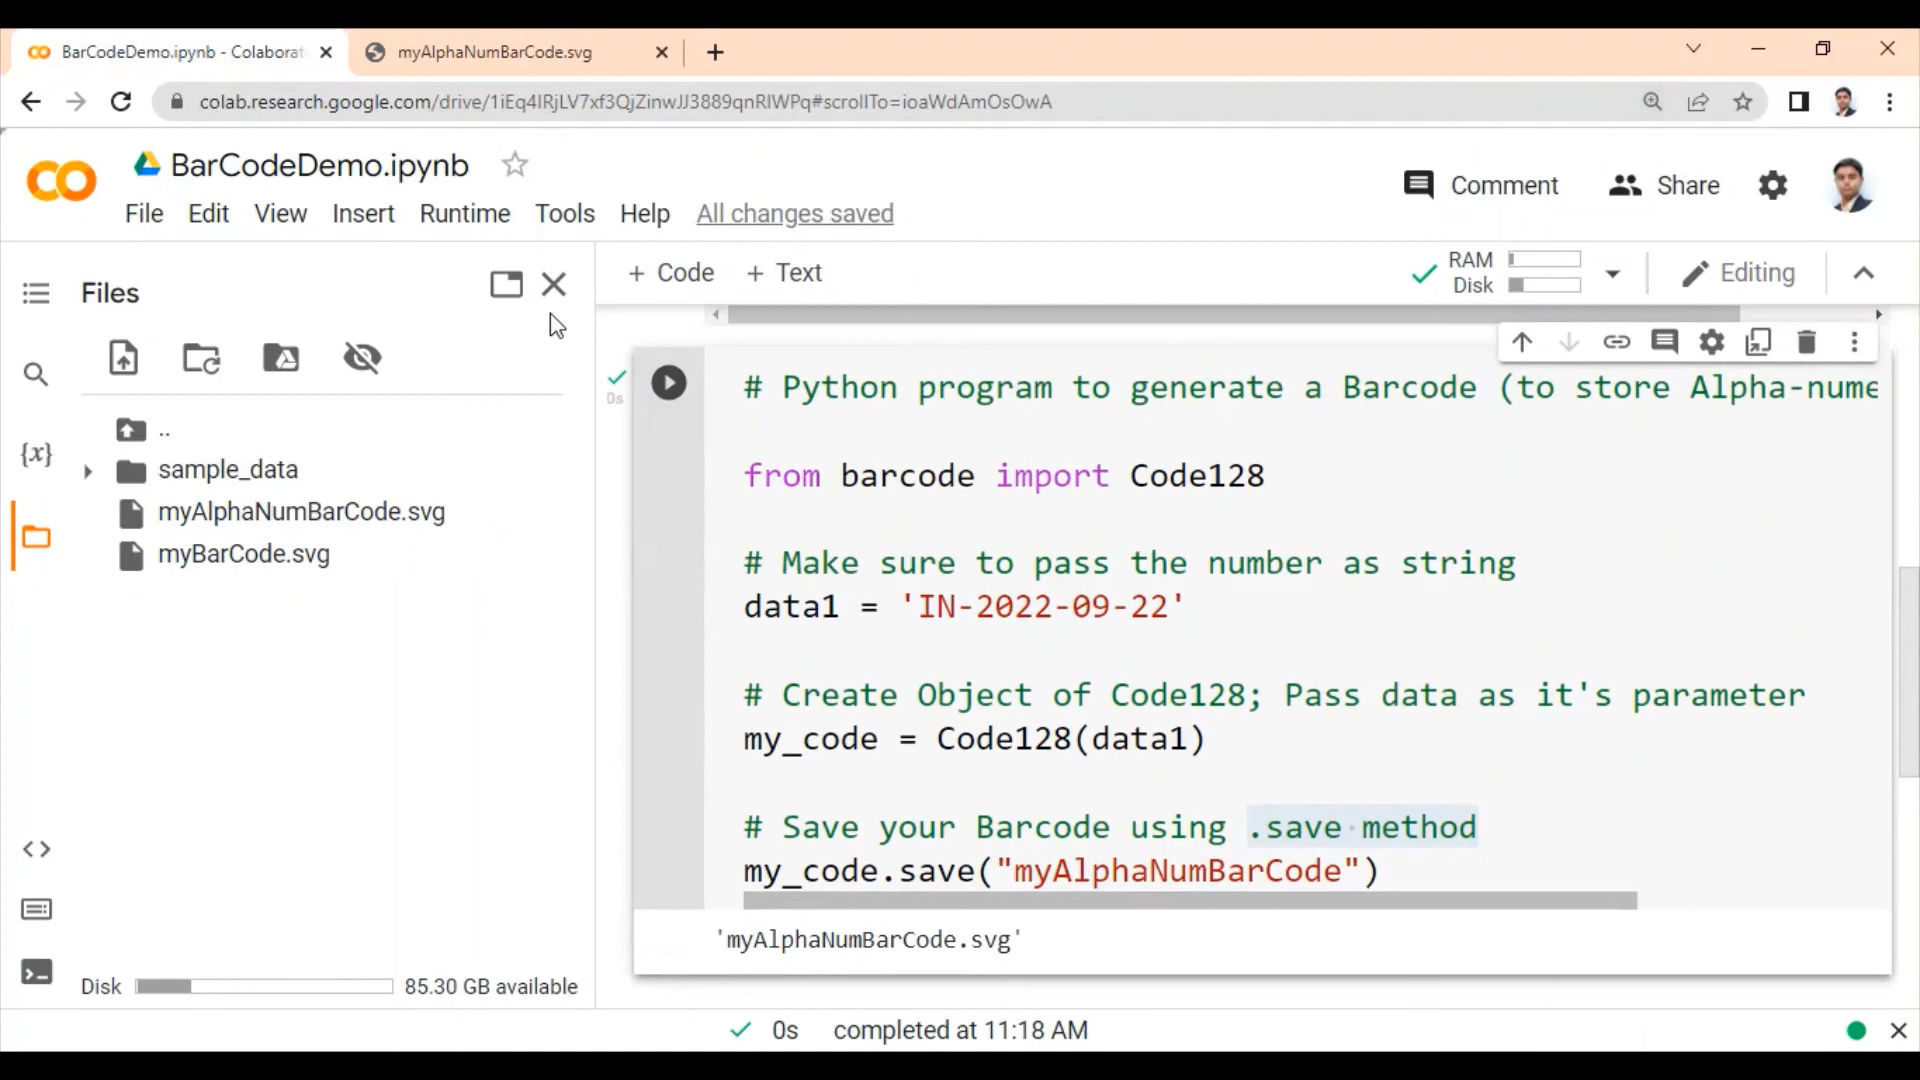 BarCodeDemo.ipynb - Colaborat
myAlphaNumBarCode.svg
colab.research.google.com/drive/1iEq4lRjLV7xf3QjZinwJJ3889qnRlWPq#scrollTo=ioaWdAmOsOwA
CO
BarCodeDemo.ipynb
File Edit View Insert Runtime Tools Help All changes saved
Comment Share
Files
+ Code + Text
RAM
Disk
Editing
..
sample_data
myAlphaNumBarCode.svg
myBarCode.svg
{x}
Disk 85.30 GB available
0s
# Python program to generate a Barcode (to store Alpha-nume
from barcode import Code128
# Make sure to pass the number as string
data1 = 'IN-2022-09-22'
# Create Object of Code128; Pass data as it's parameter
my_code = Code128(data1)
# Save your Barcode using .save method
my_code.save("myAlphaNumBarCode")
'myAlphaNumBarCode.svg'
0s completed at 11:18 AM